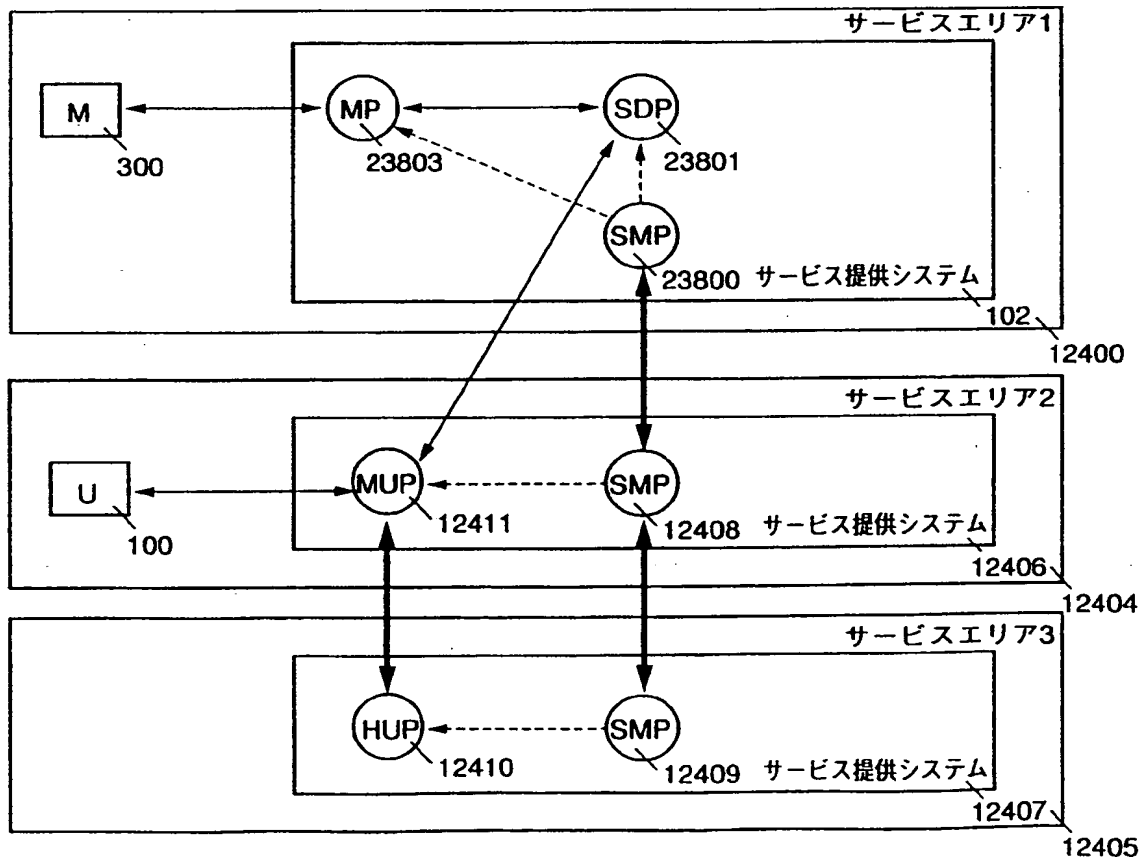 サービスエリア1
M
300
MP
23803
SDP
23801
SMP
23800
サービス提供システム
102
12400
サービスエリア2
U
100
MUP
12411
SMP
12408
サービス提供システム
12406
12404
サービスエリア3
HUP
12410
SMP
12409
サービス提供システム
12407
12405